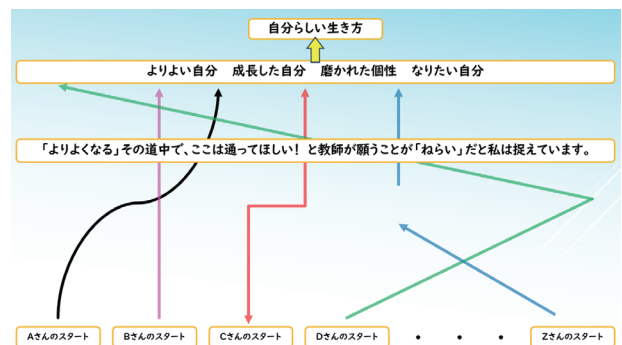 自分らしい生き方
よりよい自分　成長した自分　磨かれた個性　なりたい自分
「よりよくなる」その道中で、ここは通ってほしい！と教師が願うことが「ねらい」だと私は捉えています。
Aさんのスタート　Bさんのスタート　Cさんのスタート　Dさんのスタート　・　・　・　Zさんのスタート